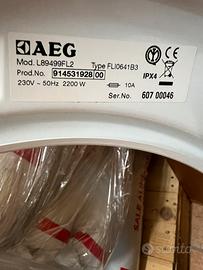 AEG
Mod. L89499FL2 Type FLI0641B3
Prod.No. 914531928 00
230V ~ 50Hz 2200 W 10A
IPX4
Ser.No. 607 00046
SALE
subito